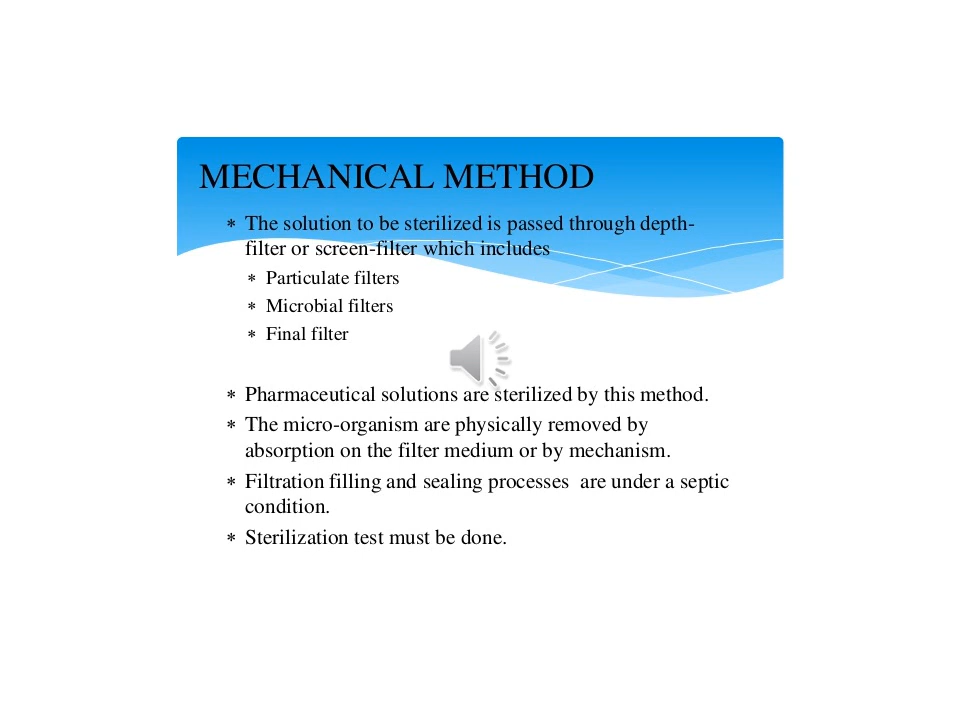 MECHANICAL METHOD
* The solution to be sterilized is passed through depth-
filter or screen-filter which includes
* Particulate filters
* Microbial filters
* Final filter
* Pharmaceutical solutions are sterilized by this method.
* The micro-organism are physically removed by
absorption on the filter medium or by mechanism.
* Filtration filling and sealing processes  are under a septic
condition.
* Sterilization test must be done.